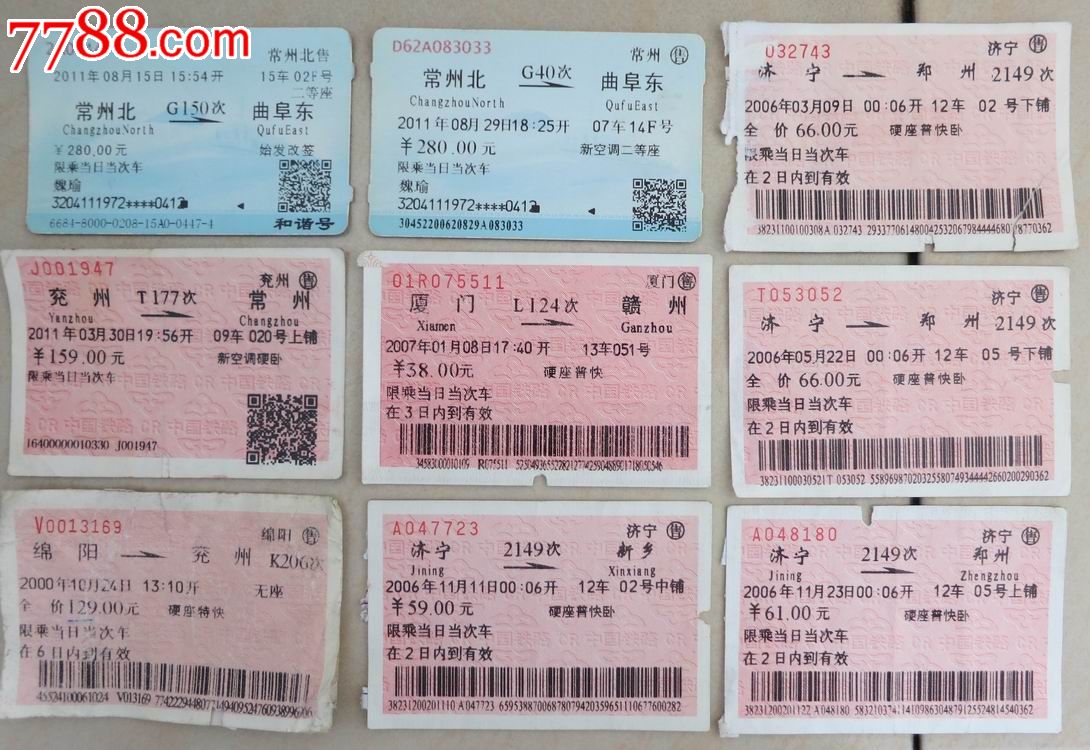 7788.com
常州北售
2011年08月15日 15:54开 15车 02F号
二等座
常州北 G150次 曲阜东
ChangzhouNorth QufuEast
￥280.00元 始发改签
限乘当日当次车
魏瑜
3204111972****0412
6684-8000-0208-15A0-0447-4 和谐号
D62A083033 常州 售
常州北 G40次 曲阜东
ChangzhouNorth QufuEast
2011年08月29日18:25开 07车14F号
￥280.00元 新空调二等座
限乘当日当次车
魏瑜
3204111972****0412
30452200620829A083033
032743 济宁 售
济宁 郑州 2149次
2006年03月09日 00:06开 12车 02号下铺
全 价 66.00元 硬座普快卧
限乘当日当次车
在2日内到有效
J001947 兖州 售
兖州 T177次 常州
Yanzhou Changzhou
2011年03月30日19:56开 09车 020号上铺
￥159.00元 新空调硬卧
限乘当日当次车
16400000010330 J001947
01R075511 厦门 售
厦门 L124次 赣州
Xiamen Ganzhou
2007年01月08日17:40开 13车051号
￥38.00元 硬座普快
限乘当日当次车
在3日内到有效
T053052 济宁 售
济宁 郑州 2149次
2006年05月22日 00:06开 12车 05号下铺
全 价 66.00元 硬座普快卧
限乘当日当次车
在2日内到有效
V0013169 绵阳 售
绵阳 兖州 K206次
2000年10月24日 13:10开 无座
全 价129.00元 硬座特快
限乘当日当次车
在6日内到有效
A047723 济宁 售
济宁 2149次 新乡
Jining Xinxiang
2006年11月11日00:06开 12车 02号中铺
￥59.00元 硬座普快卧
限乘当日当次车
在2日内到有效
A048180 济宁 售
济宁 2149次 郑州
Jining Zhengzhou
2006年11月23日00:06开 12车 05号上铺
￥61.00元 硬座普快卧
限乘当日当次车
在2日内到有效